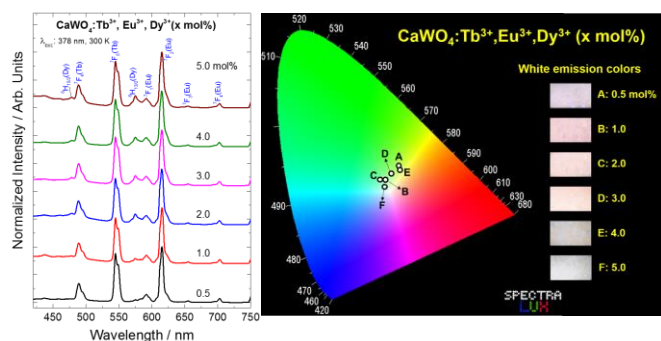 CaWO₄:Tb³⁺, Eu³⁺, Dy³⁺(x mol%)
λexc: 378 nm, 300 K
5.0 mol%
4.0
3.0
2.0
1.0
0.5
Normalized Intensity / Arb. Units
450 500 550 600 650 700 750
Wavelength / nm
CaWO₄:Tb³⁺,Eu³⁺,Dy³⁺ (x mol%)
White emission colors
A: 0.5 mol%
B: 1.0
C: 2.0
D: 3.0
E: 4.0
F: 5.0
520
510
530
540
550
560
570
580
590
600
610
620
630
680
490
480
470
460
420
D
A
E
C
B
F
SPECTRA
LUX